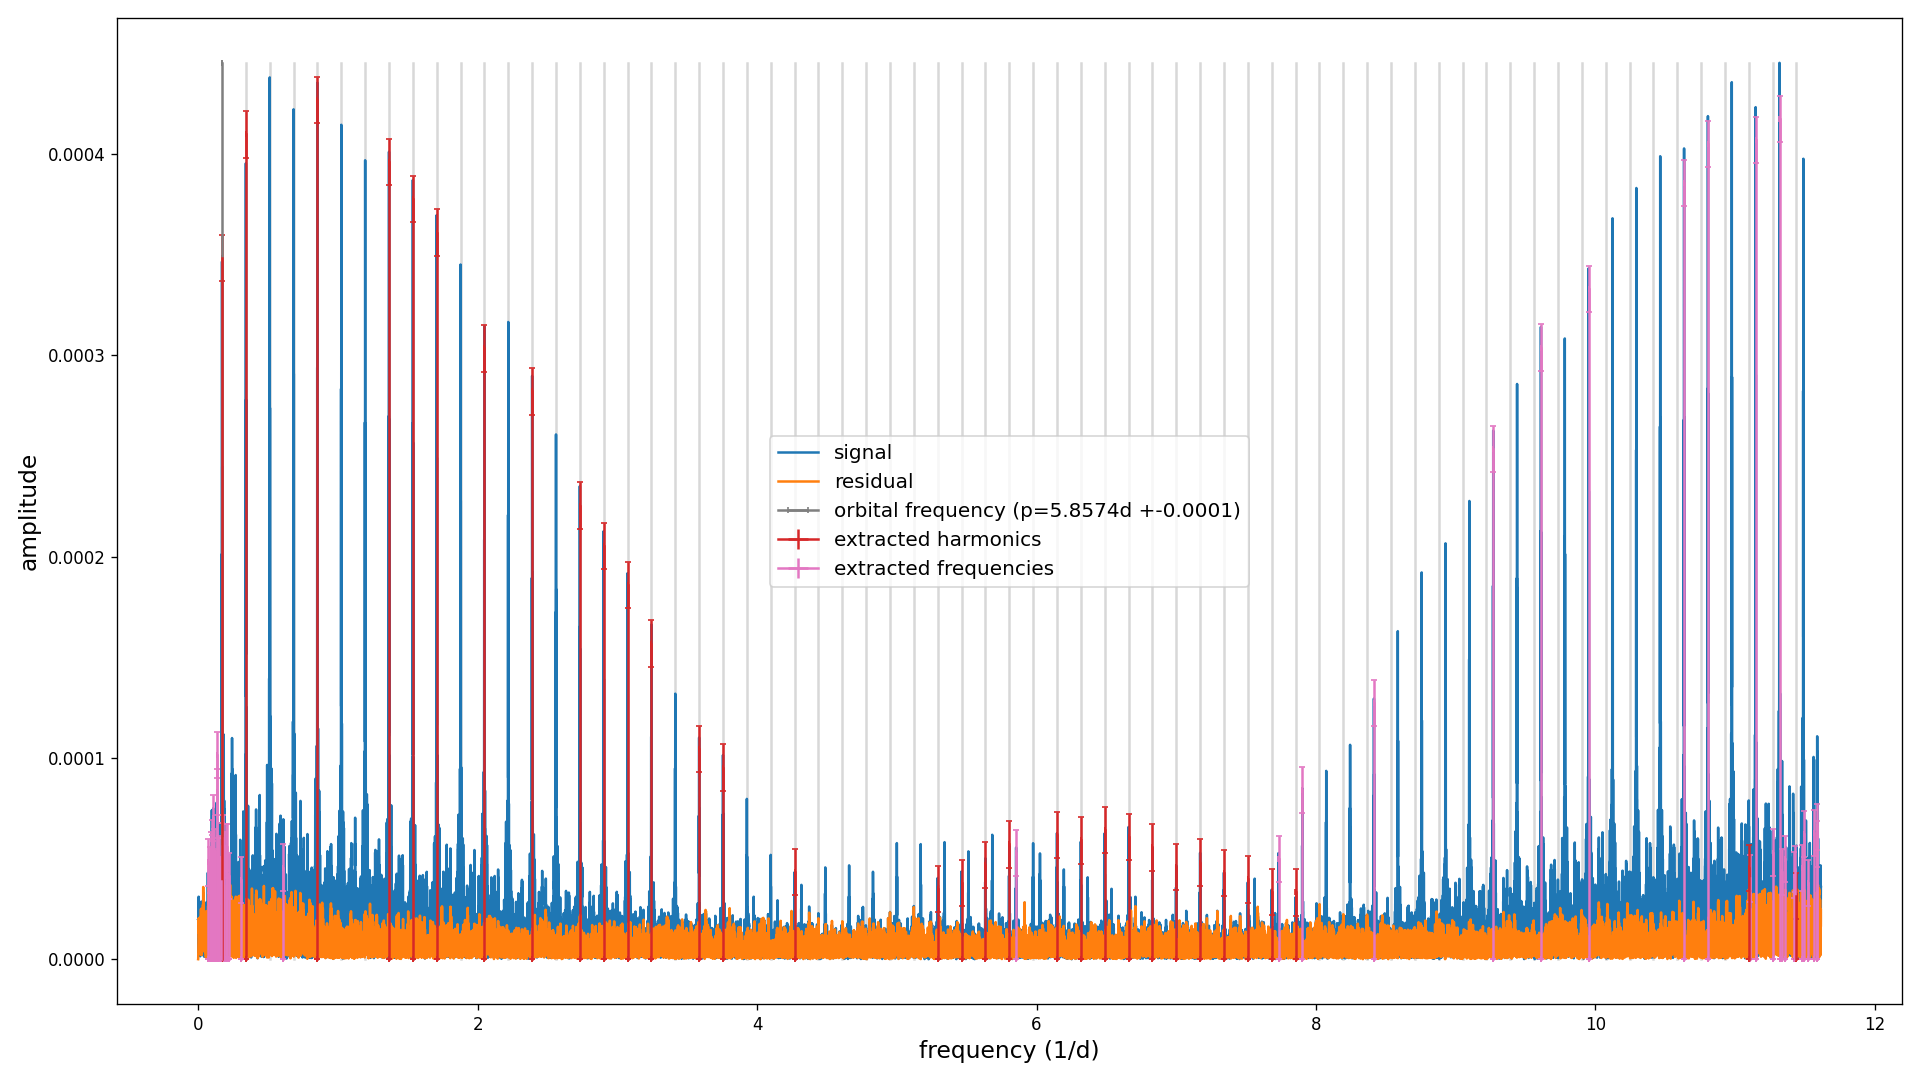 amplitude
0.0004
0.0003
0.0002
0.0001
0.0000
signal
residual
orbital frequency (p=5.8574d +-0.0001)
extracted harmonics
extracted frequencies
0 2 4 6 8 10 12
frequency (1/d)